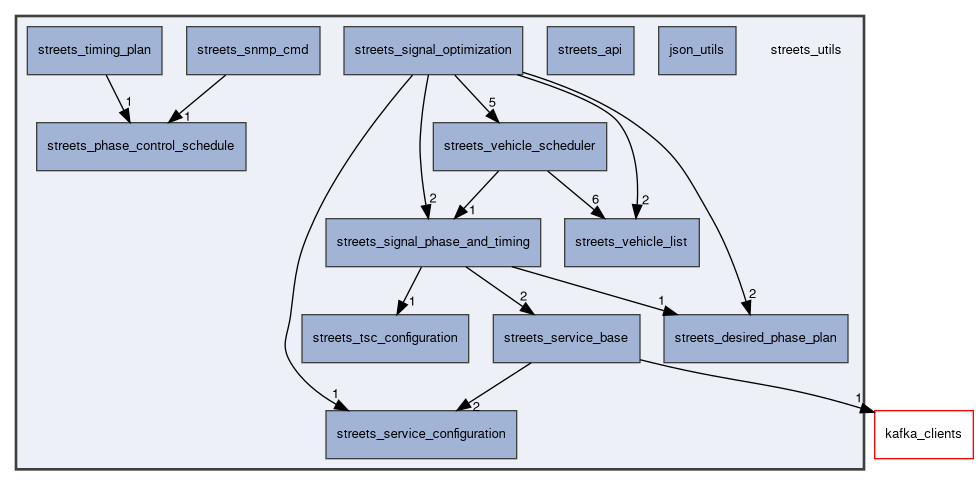 streets_timing_plan
streets_snmp_cmd
streets_signal_optimization
streets_api
json_utils
streets_utils
1
1
5
streets_phase_control_schedule
streets_vehicle_scheduler
2
1
6
2
streets_signal_phase_and_timing
streets_vehicle_list
1
2
1
2
streets_tsc_configuration
streets_service_base
streets_desired_phase_plan
1
2
1
streets_service_configuration
kafka_clients